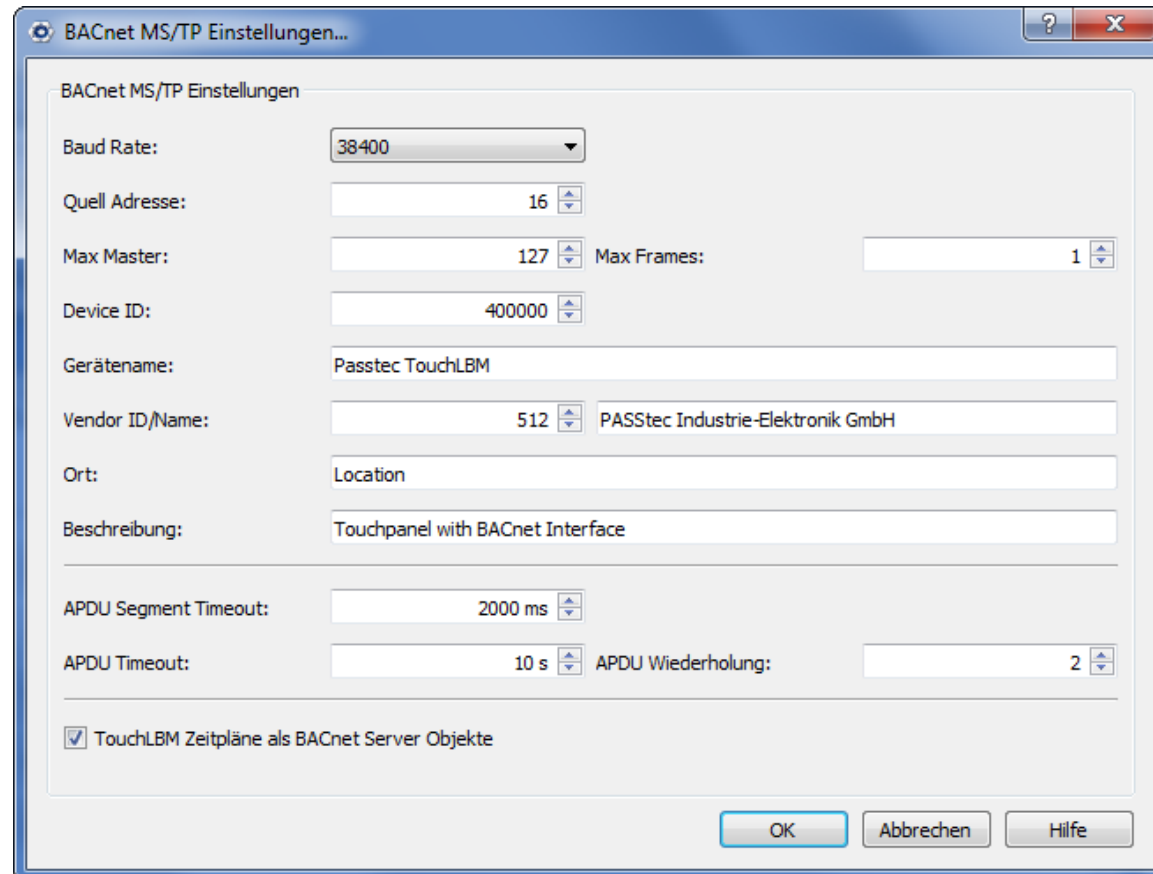 BACnet MS/TP Einstellungen...
BACnet MS/TP Einstellungen
Baud Rate: 38400
Quell Adresse: 16
Max Master: 127 Max Frames: 1
Device ID: 400000
Gerätename: Passtec TouchLBM
Vendor ID/Name: 512 PASStec Industrie-Elektronik GmbH
Ort: Location
Beschreibung: Touchpanel with BACnet Interface
APDU Segment Timeout: 2000 ms
APDU Timeout: 10 s APDU Wiederholung: 2
TouchLBM Zeitpläne als BACnet Server Objekte
OK Abbrechen Hilfe